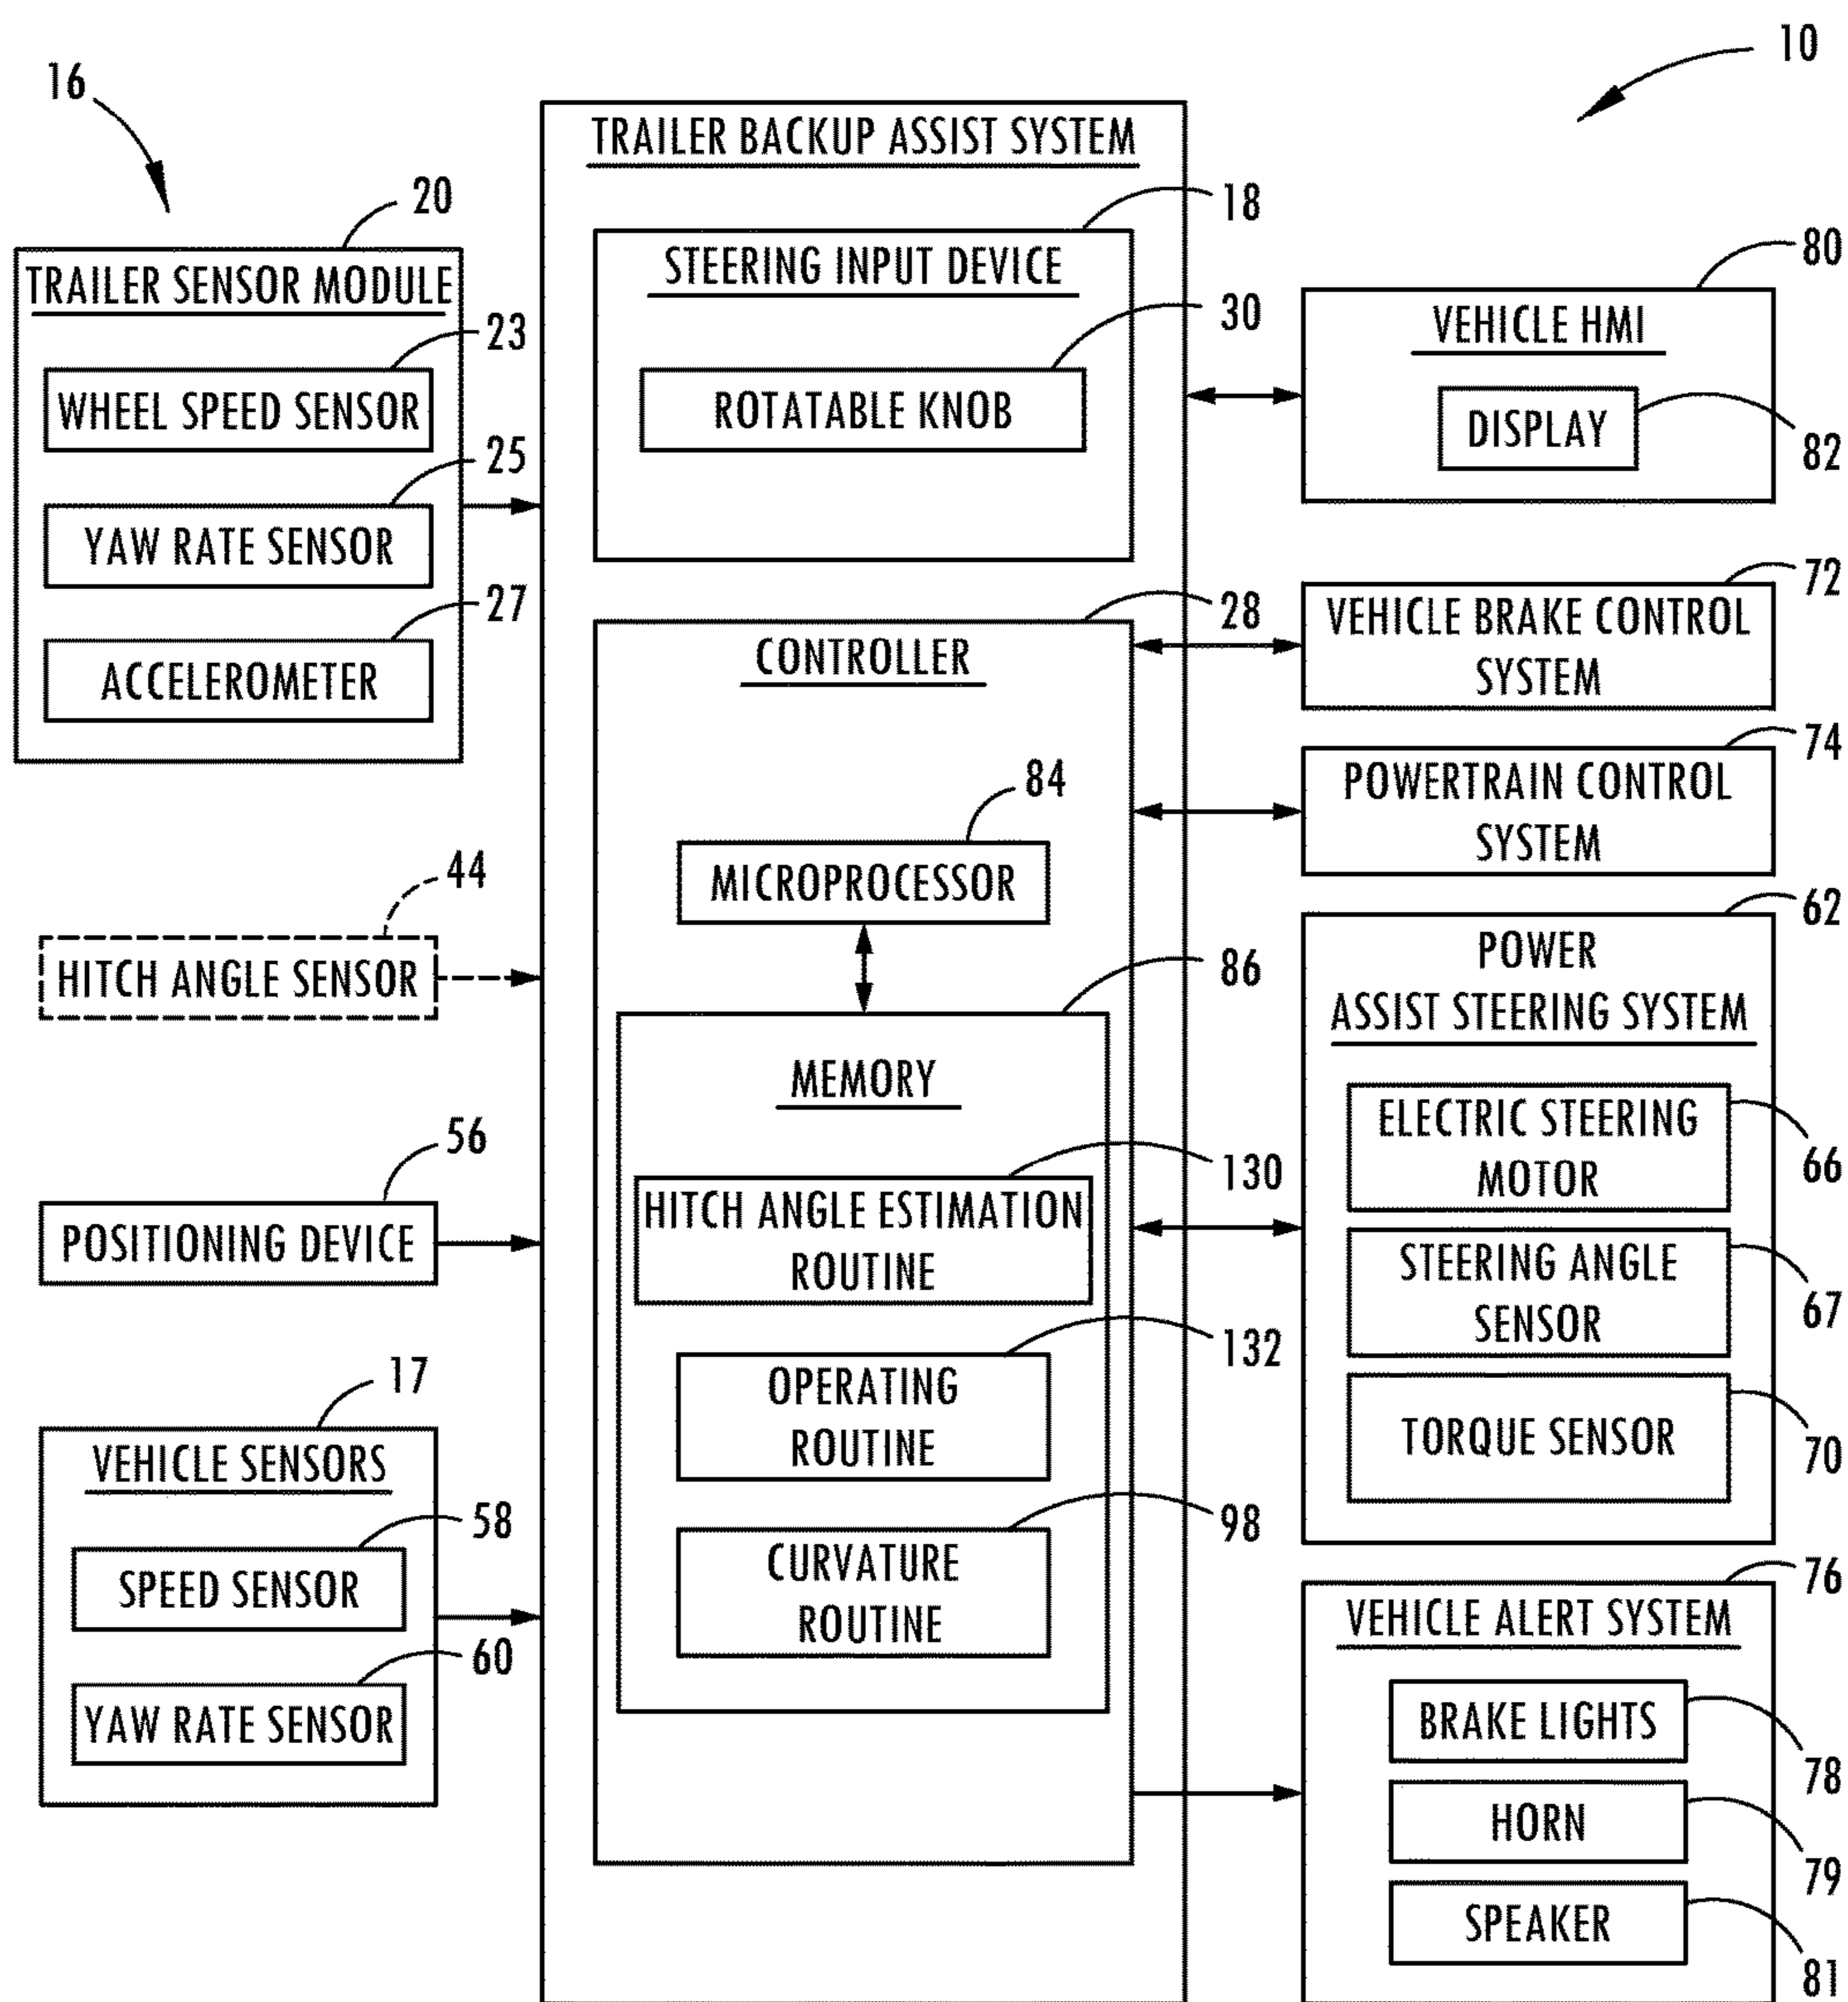 10
16
TRAILER BACKUP ASSIST SYSTEM
20
TRAILER SENSOR MODULE
23
WHEEL SPEED SENSOR
25
YAW RATE SENSOR
27
ACCELEROMETER
44
HITCH ANGLE SENSOR
56
POSITIONING DEVICE
17
VEHICLE SENSORS
58
SPEED SENSOR
60
YAW RATE SENSOR
18
STEERING INPUT DEVICE
30
ROTATABLE KNOB
28
CONTROLLER
84
MICROPROCESSOR
86
MEMORY
130
HITCH ANGLE ESTIMATION
ROUTINE
132
OPERATING
ROUTINE
98
CURVATURE
ROUTINE
80
VEHICLE HMI
DISPLAY
82
72
VEHICLE BRAKE CONTROL
SYSTEM
74
POWERTRAIN CONTROL
SYSTEM
62
POWER
ASSIST STEERING SYSTEM
ELECTRIC STEERING
MOTOR
66
STEERING ANGLE
SENSOR
67
TORQUE SENSOR
70
76
VEHICLE ALERT SYSTEM
BRAKE LIGHTS
78
HORN
79
SPEAKER
81